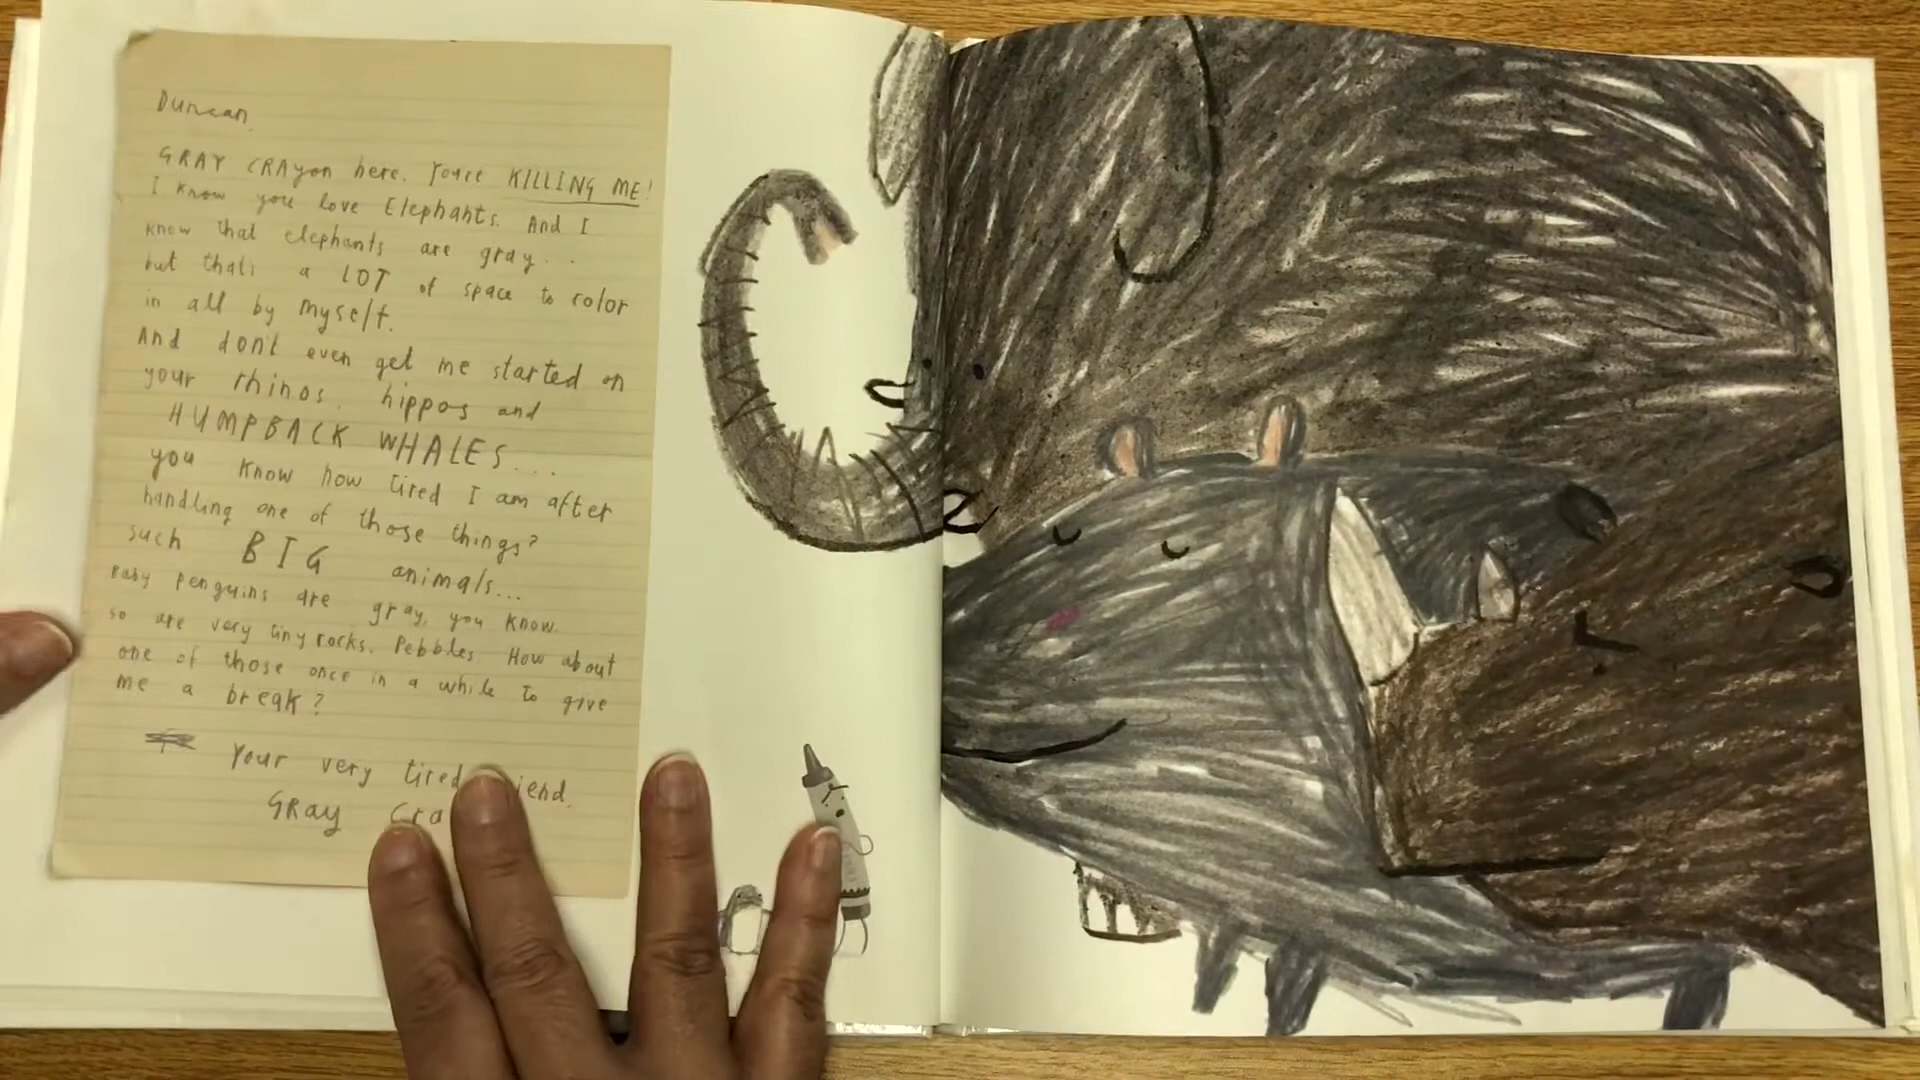 Duncan,
GRAY CRAYon here. You're KILLING ME!
I know you love Elephants. And I
know that elephants are gray...
but that's a LOT of space to color
in all by myself.
And don't even get me started on
your rhinos, hippos and
HUMPBACK WHALES...
you know how tired I am after
handling one of those things?
such BIG animals...
Baby penguins are gray, you know.
so are very tiny rocks. Pebbles. How about
one of those once in a while to give
me a break?
Your very tired
GRAY